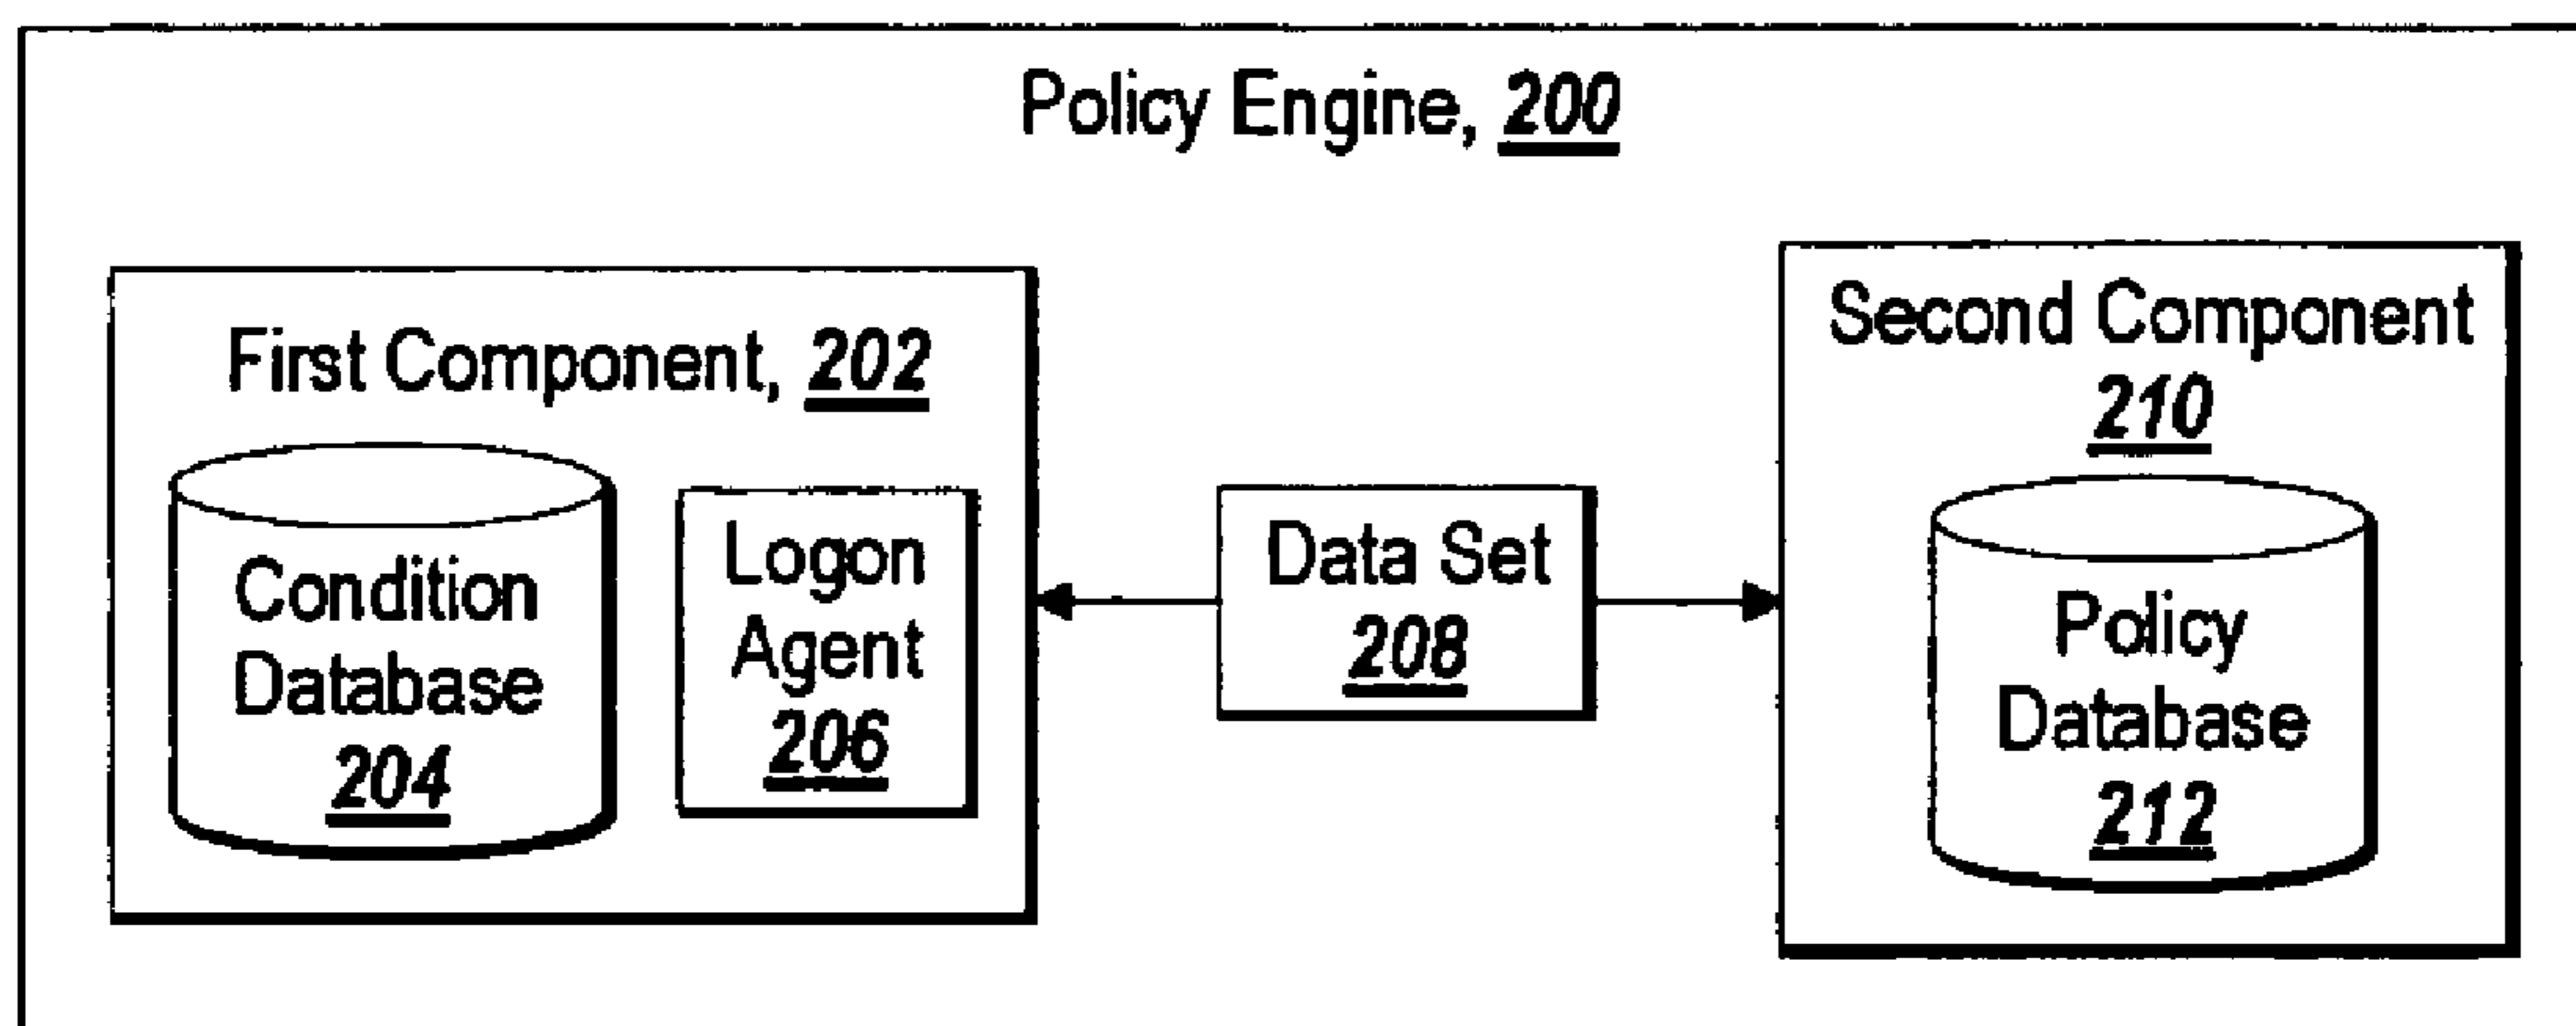 Policy Engine, 200
First Component, 202
Condition
Database
204
Logon
Agent
206
Data Set
208
Second Component
210
Policy
Database
212